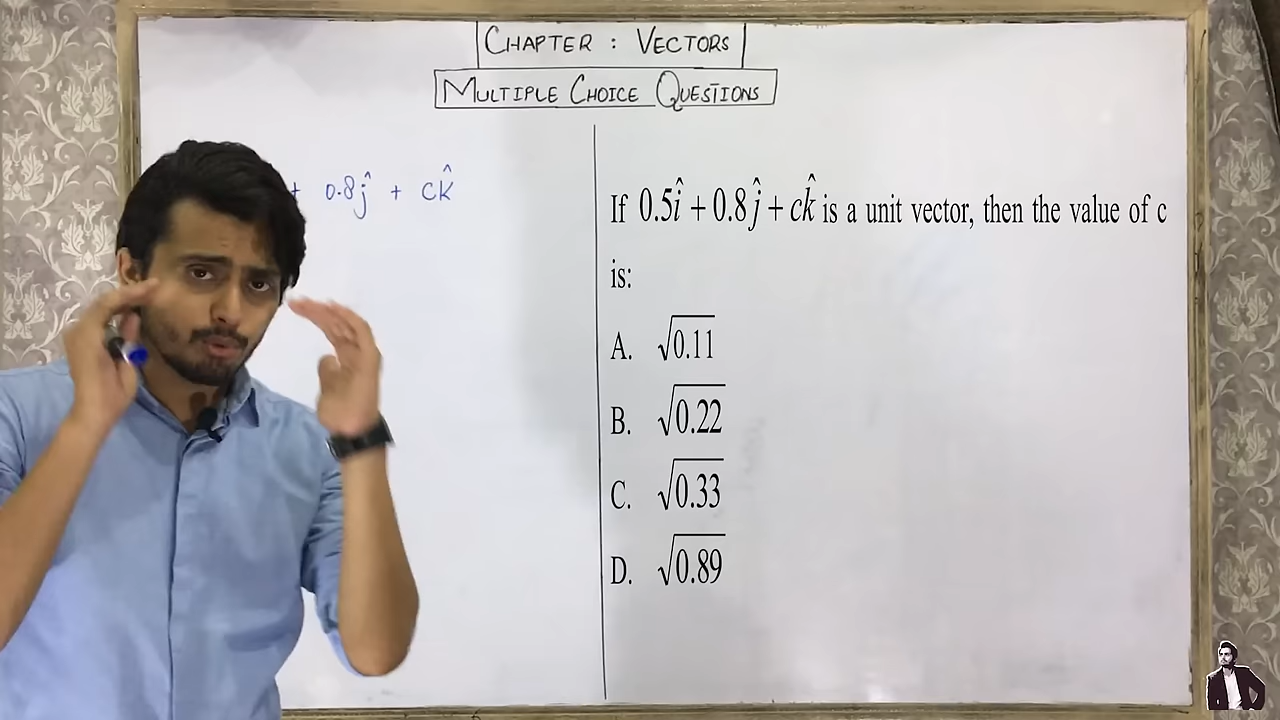 CHAPTER : VECTORS
MULTIPLE CHOICE QUESTIONS
+ 0.8ĵ + ck̂
If 0.5î + 0.8ĵ + ck̂ is a unit vector, then the value of c
is:
A. √0.11
B. √0.22
C. √0.33
D. √0.89